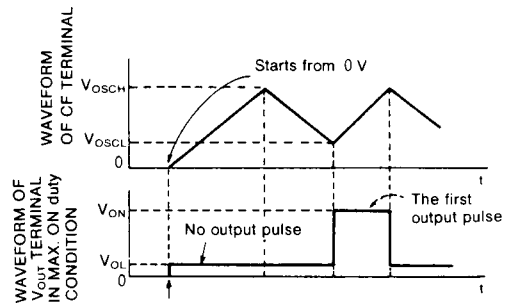 WAVEFORM
OF CF TERMINAL
Starts from 0 V
VOSCH
VOSCL
0
t
WAVEFORM OF
VOUT TERMINAL
IN MAX. ON duty
CONDITION
VON
No output pulse
The first
output pulse
VOL
0
t